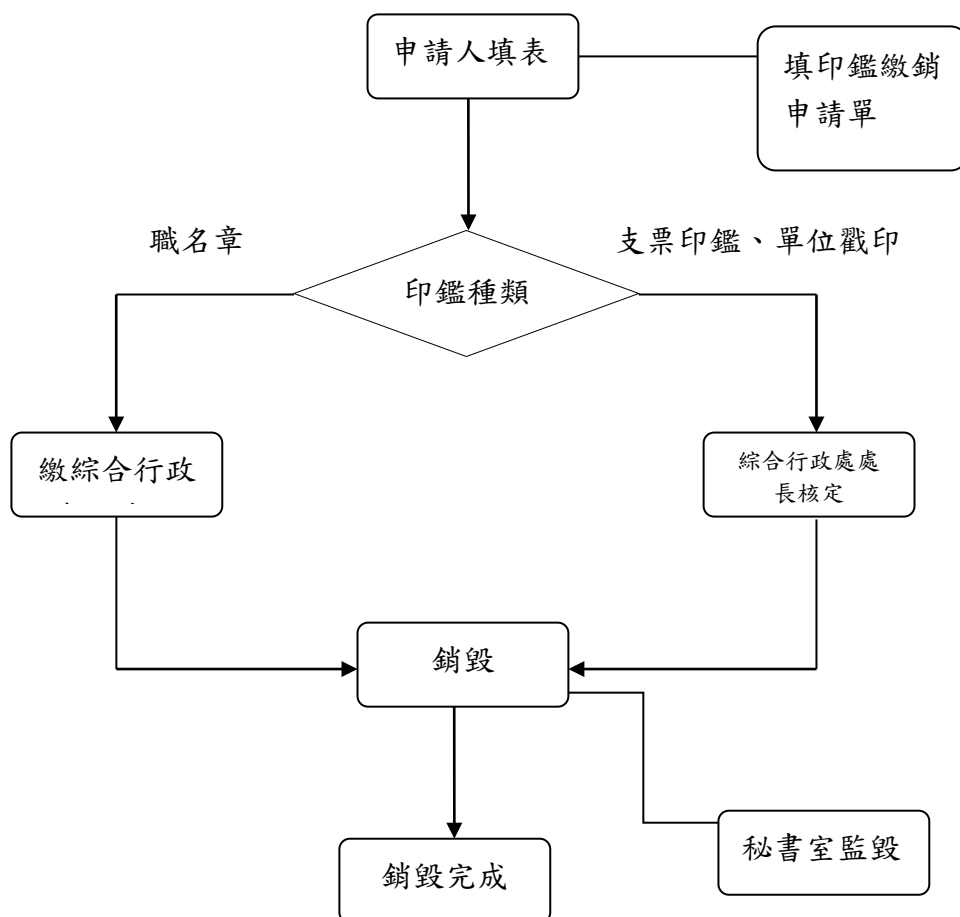 申請人填表
填印鑑繳銷
申請單
職名章
支票印鑑、單位戳印
印鑑種類
繳綜合行政
綜合行政處處
長核定
銷毀
秘書室監毀
銷毀完成